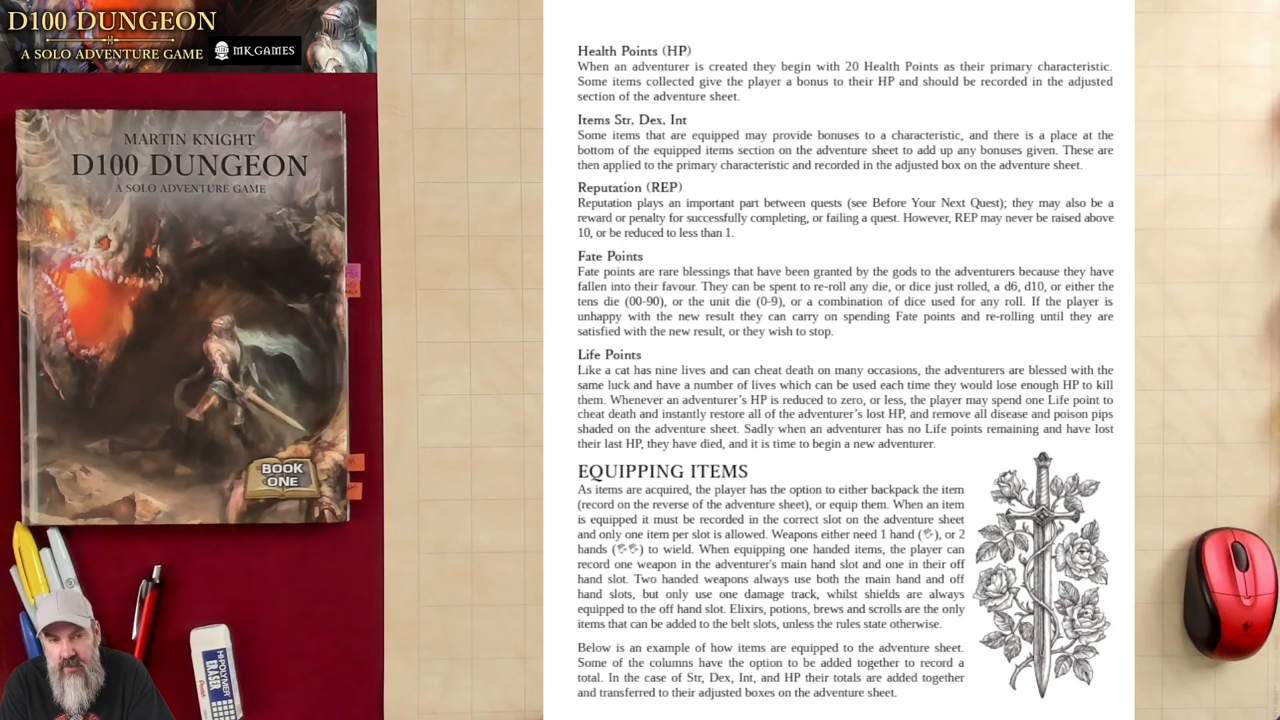 D100 DUNGEON
A SOLO ADVENTURE GAME
MK GAMES
MARTIN KNIGHT
D100 DUNGEON
A SOLO ADVENTURE GAME
BOOK
ONE
HI-POLYMER
ERASER
Pentel
Health Points (HP)
When an adventurer is created they begin with 20 Health Points as their primary characteristic.
Some items collected give the player a bonus to their HP and should be recorded in the adjusted
section of the adventure sheet.
Items Str, Dex, Int
Some items that are equipped may provide bonuses to a characteristic, and there is a place at the
bottom of the equipped items section on the adventure sheet to add up any bonuses given. These are
then applied to the primary characteristic and recorded in the adjusted box on the adventure sheet.
Reputation (REP)
Reputation plays an important part between quests (see Before Your Next Quest); they may also be a
reward or penalty for successfully completing, or failing a quest. However, REP may never be raised above
10, or be reduced to less than 1.
Fate Points
Fate points are rare blessings that have been granted by the gods to the adventurers because they have
fallen into their favour. They can be spent to re-roll any die, or dice just rolled, a d6, d10, or either the
tens die (00-90), or the unit die (0-9), or a combination of dice used for any roll. If the player is
unhappy with the new result they can carry on spending Fate points and re-rolling until they are
satisfied with the new result, or they wish to stop.
Life Points
Like a cat has nine lives and can cheat death on many occasions, the adventurers are blessed with the
same luck and have a number of lives which can be used each time they would lose enough HP to kill
them. Whenever an adventurer's HP is reduced to zero, or less, the player may spend one Life point to
cheat death and instantly restore all of the adventurer's lost HP, and remove all disease and poison pips
shaded on the adventure sheet. Sadly when an adventurer has no Life points remaining and have lost
their last HP, they have died, and it is time to begin a new adventurer.
EQUIPPING ITEMS
As items are acquired, the player has the option to either backpack the item
(record on the reverse of the adventure sheet), or equip them. When an item
is equipped it must be recorded in the correct slot on the adventure sheet
and only one item per slot is allowed. Weapons either need 1 hand (), or 2
hands () to wield. When equipping one handed items, the player can
record one weapon in the adventurer's main hand slot and one in their off
hand slot. Two handed weapons always use both the main hand and off
hand slots, but only use one damage track, whilst shields are always
equipped to the off hand slot. Elixirs, potions, brews and scrolls are the only
items that can be added to the belt slots, unless the rules state otherwise.
Below is an example of how items are equipped to the adventure sheet.
Some of the columns have the option to be added together to record a
total. In the case of Str, Dex, Int, and HP their totals are added together
and transferred to their adjusted boxes on the adventure sheet.